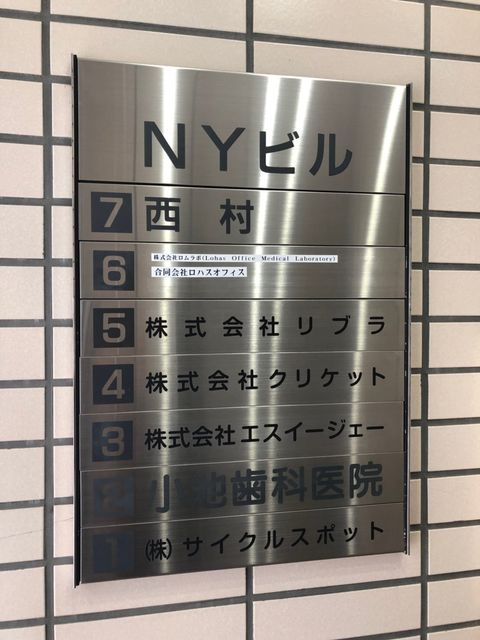 NYビル
7 西村
6 株式会社ロムラボ(Lohas Office Medical Laboratory)
合同会社ロハスオフィス
5 株式会社リブラ
4 株式会社クリケット
3 株式会社エスイージェー
2 小池歯科医院
1 (株)サイクルスポット